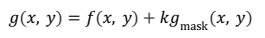 g(x, y) = f(x, y) + kg_mask(x, y)